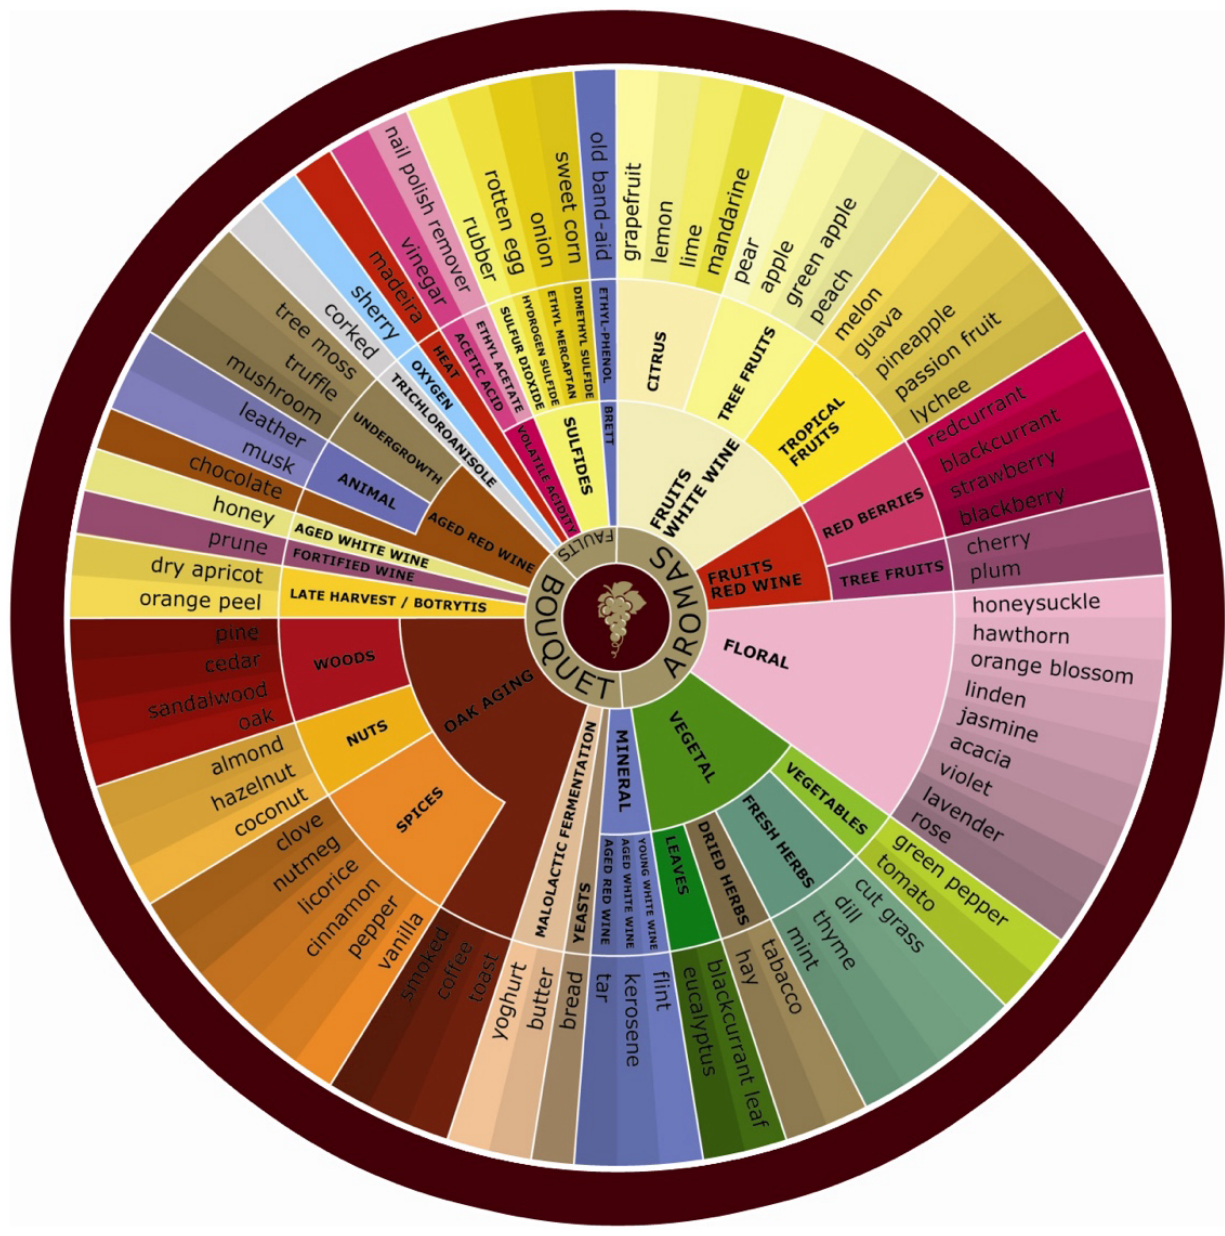 AROMAS
BOUQUET
FAULTS
FRUITS
WHITE WINE
CITRUS
grapefruit
lemon
lime
mandarine
TREE FRUITS
pear
apple
green apple
peach
TROPICAL
FRUITS
melon
guava
pineapple
passion fruit
lychee
FRUITS
RED WINE
RED BERRIES
redcurrant
blackcurrant
strawberry
blackberry
TREE FRUITS
cherry
plum
FLORAL
honeysuckle
hawthorn
orange blossom
linden
jasmine
acacia
violet
lavender
rose
VEGETAL
VEGETABLES
green pepper
tomato
FRESH HERBS
cut grass
dill
thyme
mint
DRIED HERBS
tabacco
hay
LEAVES
blackcurrant leaf
eucalyptus
MINERAL
YOUNG WHITE WINE
flint
AGED WHITE WINE
kerosene
AGED RED WINE
tar
YEASTS
bread
MALOLACTIC FERMENTATION
butter
yoghurt
OAK AGING
toast
coffee
smoked
SPICES
vanilla
pepper
cinnamon
licorice
nutmeg
clove
NUTS
coconut
hazelnut
almond
WOODS
oak
sandalwood
cedar
pine
LATE HARVEST / BOTRYTIS
orange peel
dry apricot
FORTIFIED WINE
prune
AGED WHITE WINE
honey
AGED RED WINE
chocolate
ANIMAL
musk
leather
UNDERGROWTH
mushroom
truffle
tree moss
TRICHLOROANISOLE
corked
OXYGEN
sherry
HEAT
madeira
VOLATILE ACIDITY
ACETIC ACID
vinegar
ETHYL ACETATE
nail polish remover
SULFIDES
SULFUR DIOXIDE
rubber
HYDROGEN SULFIDE
rotten egg
ETHYL MERCAPTAN
onion
DIMETHYL SULFIDE
sweet corn
BRETT
ETHYL-PHENOL
old band-aid